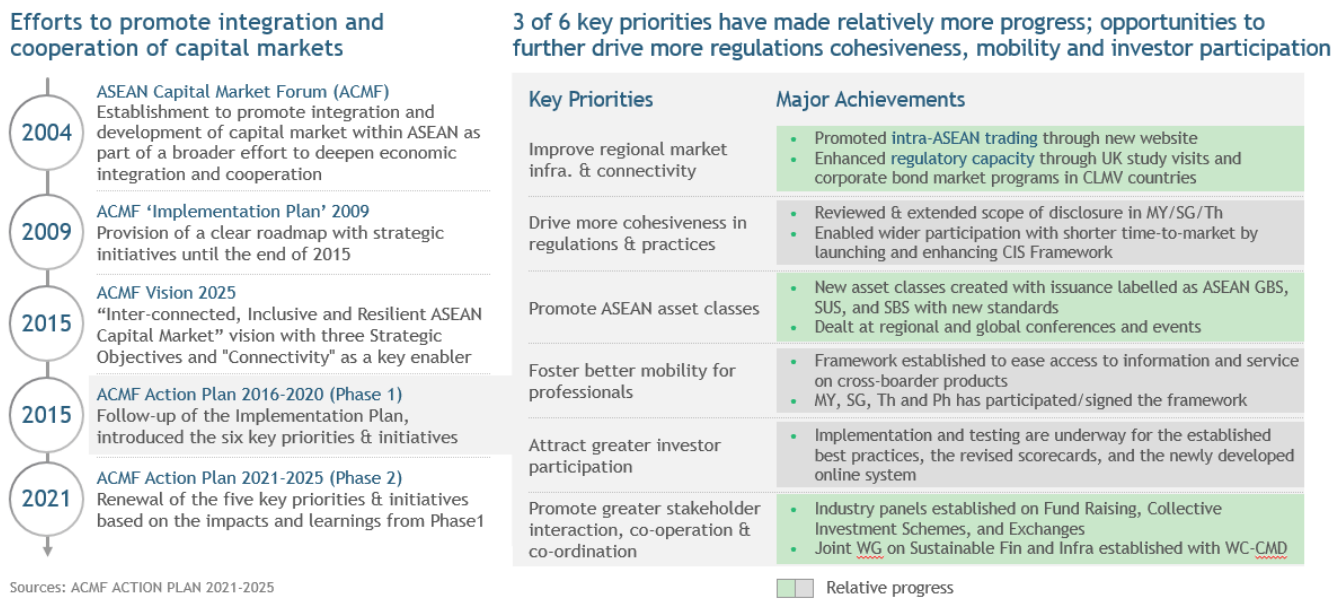 Efforts to promote integration and
cooperation of capital markets
2004
ASEAN Capital Market Forum (ACMF)
Establishment to promote integration and
development of capital market within ASEAN as
part of a broader effort to deepen economic
integration and cooperation
2009
ACMF ‘Implementation Plan’ 2009
Provision of a clear roadmap with strategic
initiatives until the end of 2015
2015
ACMF Vision 2025
“Inter-connected, Inclusive and Resilient ASEAN
Capital Market” vision with three Strategic
Objectives and "Connectivity" as a key enabler
2015
ACMF Action Plan 2016-2020 (Phase 1)
Follow-up of the Implementation Plan,
introduced the six key priorities & initiatives
2021
ACMF Action Plan 2021-2025 (Phase 2)
Renewal of the five key priorities & initiatives
based on the impacts and learnings from Phase1
Sources: ACMF ACTION PLAN 2021-2025
3 of 6 key priorities have made relatively more progress; opportunities to
further drive more regulations cohesiveness, mobility and investor participation
Key Priorities
Major Achievements
Improve regional market
infra. & connectivity
• Promoted intra-ASEAN trading through new website
• Enhanced regulatory capacity through UK study visits and
corporate bond market programs in CLMV countries
Drive more cohesiveness in
regulations & practices
• Reviewed & extended scope of disclosure in MY/SG/Th
• Enabled wider participation with shorter time-to-market by
launching and enhancing CIS Framework
Promote ASEAN asset classes
• New asset classes created with issuance labelled as ASEAN GBS,
SUS, and SBS with new standards
• Dealt at regional and global conferences and events
Foster better mobility for
professionals
• Framework established to ease access to information and service
on cross-boarder products
• MY, SG, Th and Ph has participated/signed the framework
Attract greater investor
participation
• Implementation and testing are underway for the established
best practices, the revised scorecards, and the newly developed
online system
Promote greater stakeholder
interaction, co-operation &
co-ordination
• Industry panels established on Fund Raising, Collective
Investment Schemes, and Exchanges
• Joint WG on Sustainable Fin and Infra established with WC-CMD
Relative progress